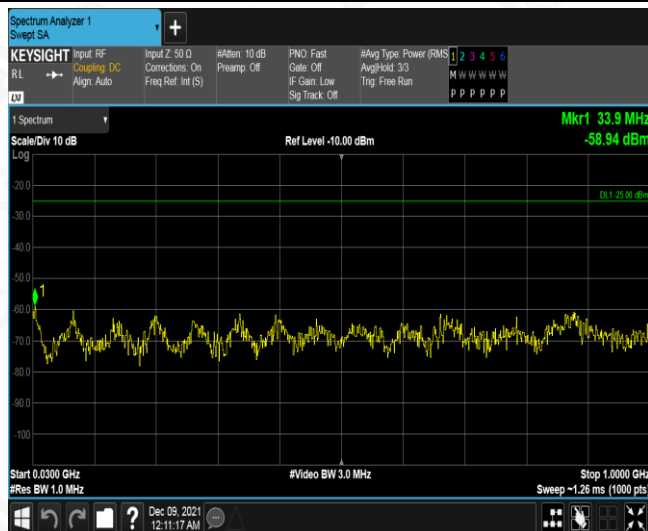 Spectrum Analyzer 1
Swept SA
+
KEYSIGHT
RL
LXI
Input: RF
Coupling: DC
Align: Auto
Input Z: 50 Ω
Corrections: On
Freq Ref: Int (S)
#Atten: 10 dB
Preamp: Off
PNO: Fast
Gate: Off
IF Gain: Low
Sig Track: Off
#Avg Type: Power (RMS
Avg|Hold: 3/3
Trig: Free Run
1 2 3 4 5 6
M W W W W W
P P P P P P
1 Spectrum
Scale/Div 10 dB
Log
Ref Level -10.00 dBm
Mkr1 33.9 MHz
-58.94 dBm
DL1 -25.00 dBm
-20.0
-30.0
-40.0
-50.0
-60.0
-70.0
-80.0
-90.0
-100
1
Start 0.0300 GHz
#Res BW 1.0 MHz
#Video BW 3.0 MHz
Stop 1.0000 GHz
Sweep ~1.26 ms (1000 pts)
?
Dec 09, 2021
12:11:17 AM